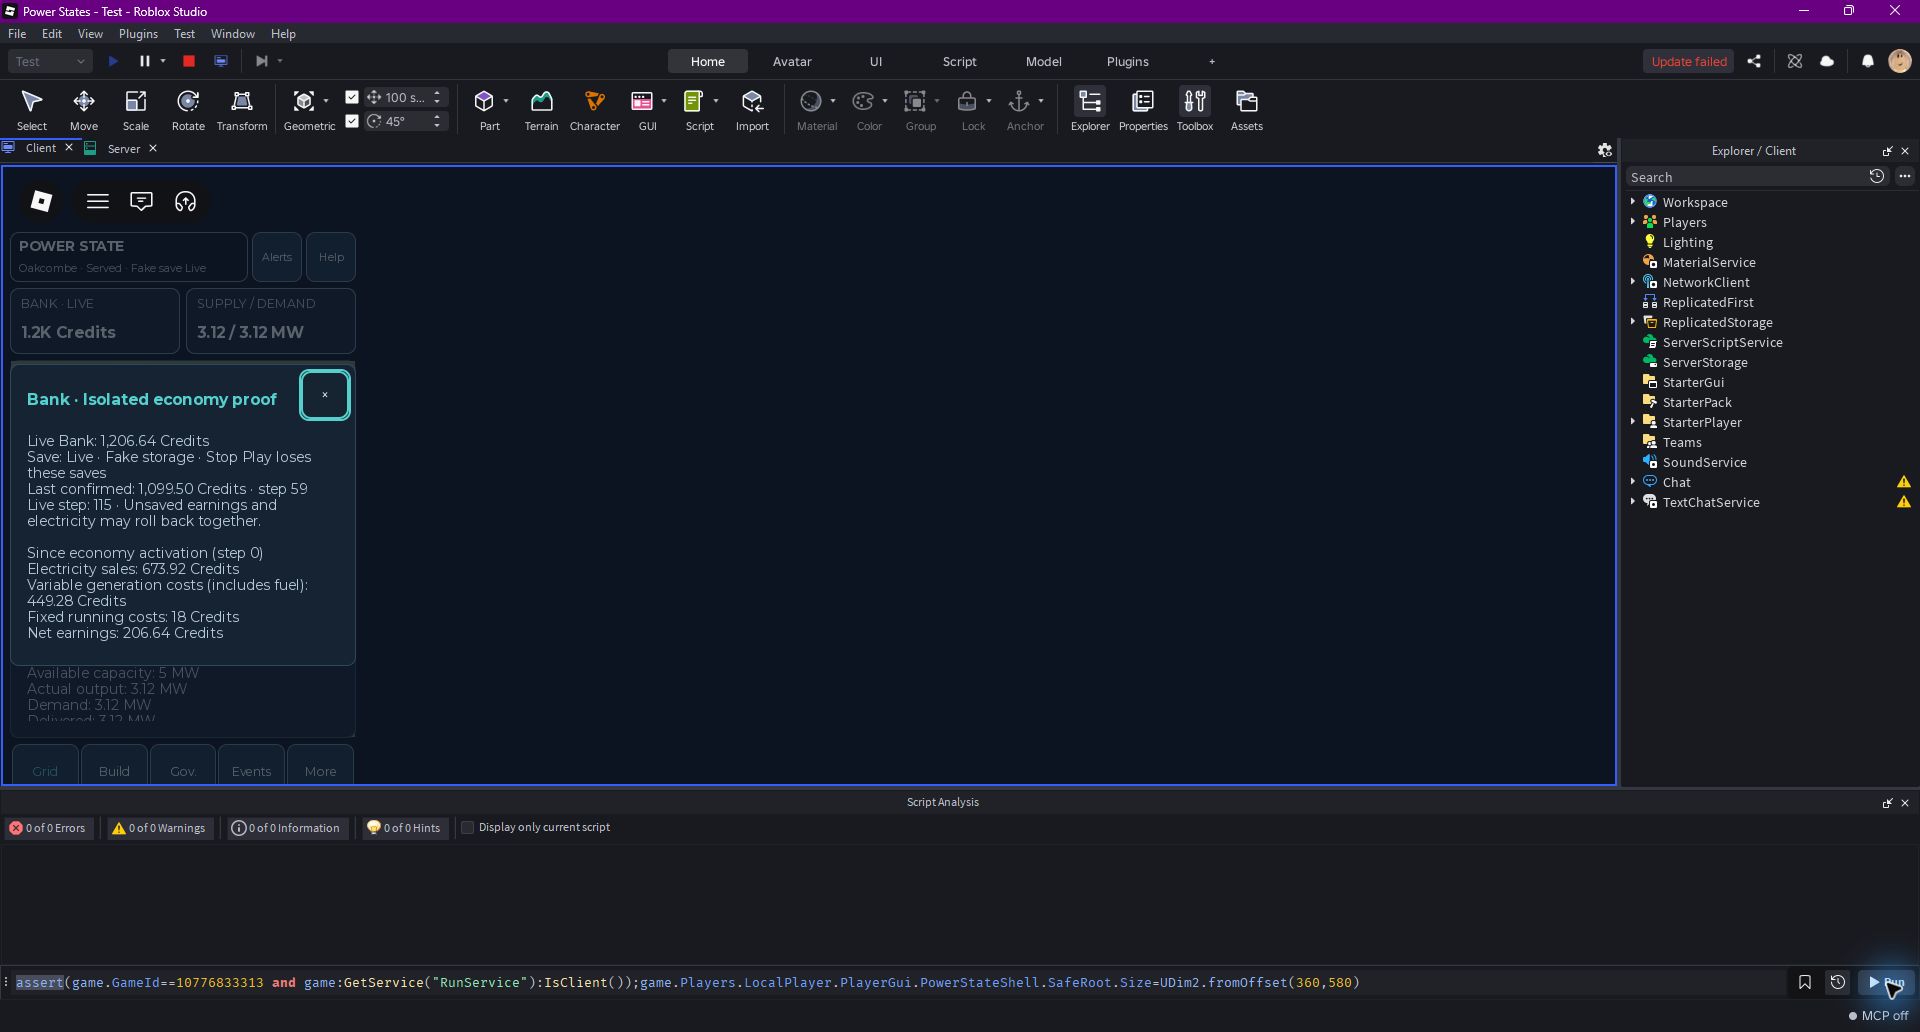 Power States - Test - Roblox Studio
File Edit View Plugins Test Window Help
Test
Home Avatar UI Script Model Plugins +
Update failed
Select Move Scale Rotate Transform Geometric
100 s...
45°
Part Terrain Character GUI Script Import Material Color Group Lock Anchor Explorer Properties Toolbox Assets
Client × Server ×
Explorer / Client
Search
Workspace
Players
Lighting
MaterialService
NetworkClient
ReplicatedFirst
ReplicatedStorage
ServerScriptService
ServerStorage
StarterGui
StarterPack
StarterPlayer
Teams
SoundService
Chat
TextChatService
POWER STATE
Oakcombe · Served · Fake save Live
Alerts
Help
BANK · LIVE
1.2K Credits
SUPPLY / DEMAND
3.12 / 3.12 MW
Bank · Isolated economy proof
×
Live Bank: 1,206.64 Credits
Save: Live · Fake storage · Stop Play loses
these saves
Last confirmed: 1,099.50 Credits · step 59
Live step: 115 · Unsaved earnings and
electricity may roll back together.
Since economy activation (step 0)
Electricity sales: 673.92 Credits
Variable generation costs (includes fuel):
449.28 Credits
Fixed running costs: 18 Credits
Net earnings: 206.64 Credits
Available capacity: 5 MW
Actual output: 3.12 MW
Demand: 3.12 MW
Delivered: 3.12 MW
Grid Build Gov. Events More
Script Analysis
0 of 0 Errors 0 of 0 Warnings 0 of 0 Information 0 of 0 Hints Display only current script
assert(game.GameId==10776833313 and game:GetService("RunService"):IsClient());game.Players.LocalPlayer.PlayerGui.PowerStateShell.SafeRoot.Size=UDim2.fromOffset(360,580)
Run
MCP off